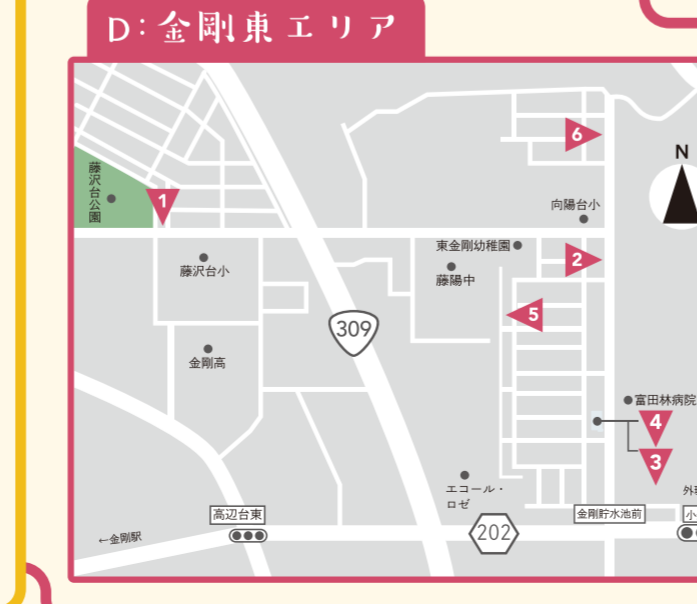 D:金剛東エリア
6
N
藤沢台公園
1
向陽台小
東金剛幼稚園
2
藤沢台小
藤陽中
5
309
金剛高
富田林病院
4
3
エコール・
ロゼ
高辺台東
金剛貯水池前
小
202
←金剛駅